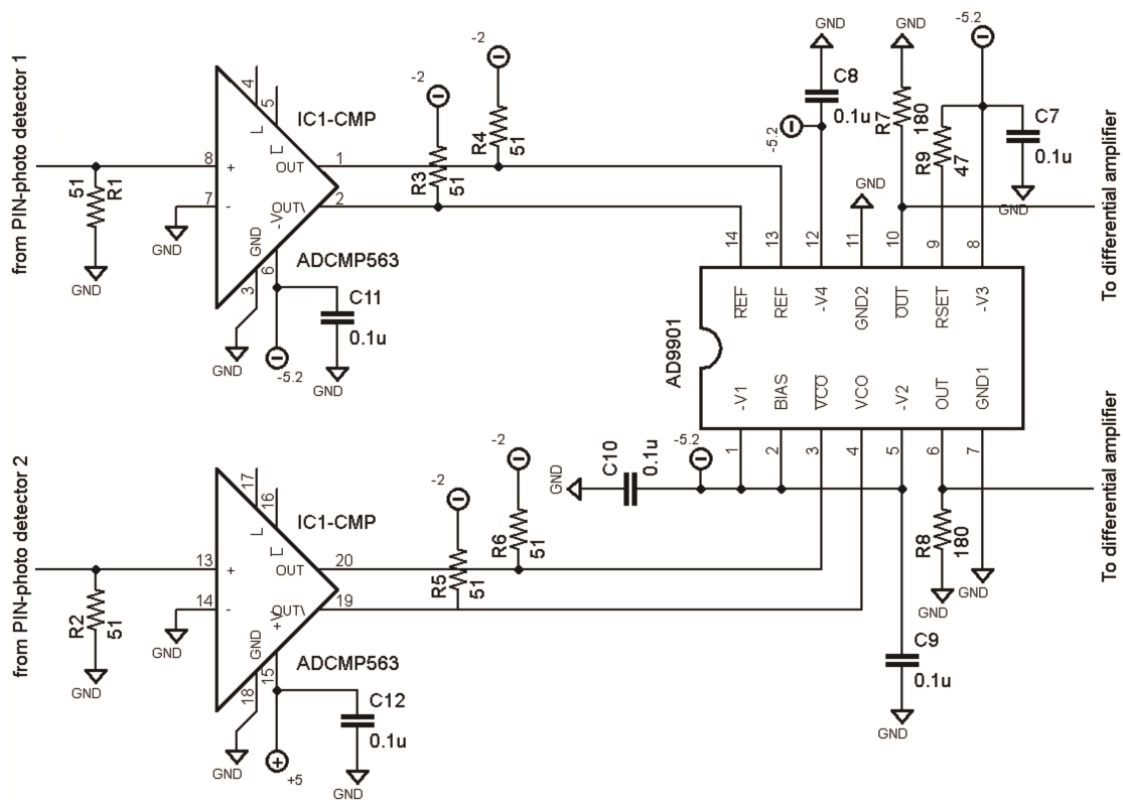 from PIN-photo detector 1
51
R1
GND
8
7
GND
+
-
4
L
5
L
IC1-CMP
OUT
OUT\
-V
GND
ADCMP563
3
6
GND
-5.2
C11
0.1u
GND
1
2
-2
R3
51
-2
R4
51
GND
C8
0.1u
-5.2
GND
R7
180
-5.2
R9
47
C7
0.1u
GND
GND
To differential amplifier
14
13
12
11
10
9
8
REF
REF
-V4
GND2
OUT
RSET
-V3
AD9901
-V1
BIAS
VCO
VCO
-V2
OUT
GND1
1
2
3
4
5
6
7
To differential amplifier
from PIN-photo detector 2
R2
51
GND
13
14
GND
+
-
17
L
16
L
IC1-CMP
OUT
OUT\
+V
GND
ADCMP563
18
15
GND
+5
C12
0.1u
GND
20
19
-2
R5
51
-2
R6
51
GND
C10
0.1u
-5.2
R8
180
GND
GND
C9
0.1u
GND